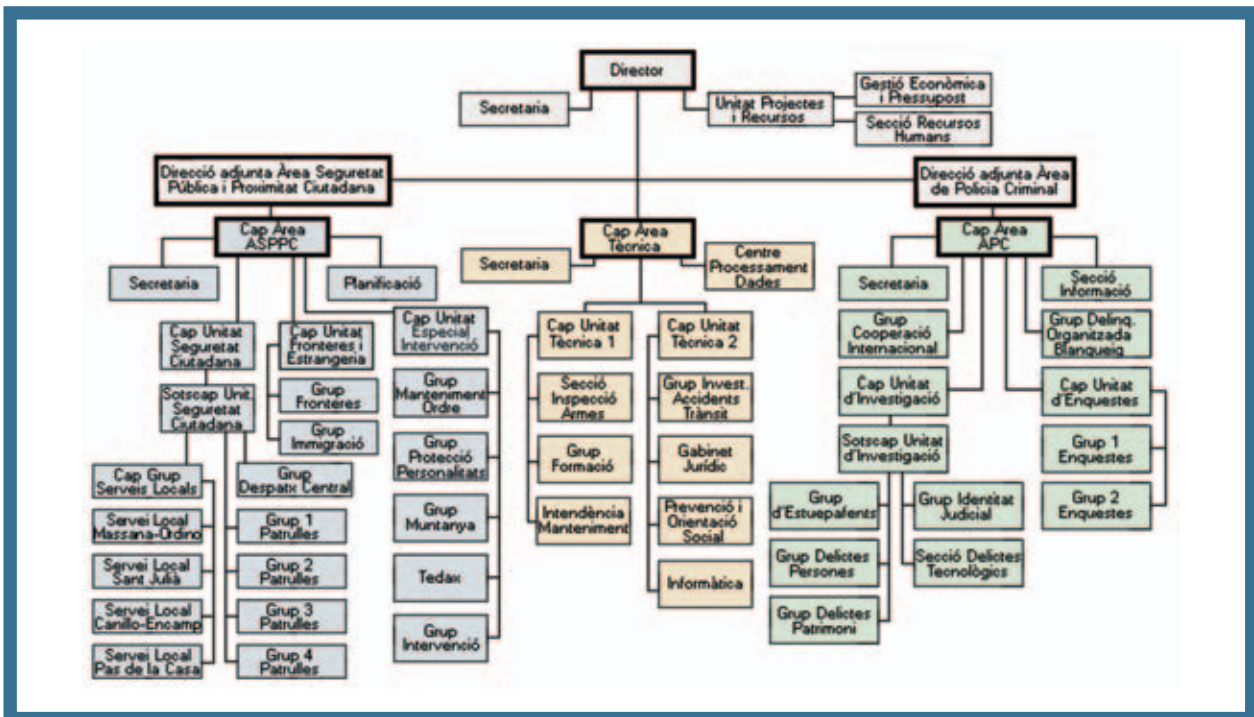 Director
Secretaria
Unitat Projectes
i Recursos
Gestió Econòmica
i Pressupost
Secció Recursos
Humans
Direcció adjunta Àrea Seguretat
Pública i Proximitat Ciutadana
Direcció adjunta Àrea
de Policia Criminal
Cap Àrea
ASPPC
Secretaria
Planificació
Cap Unitat
Seguretat
Ciutadana
Sotscap Unit.
Seguretat
Ciutadana
Cap Unitat
Fronteres i
Estrangeria
Grup
Fronteres
Grup
Immigració
Cap Grup
Serveis Locals
Servei Local
Massana-Ordino
Servei Local
Sant Julià
Servei Local
Canillo-Encamp
Servei Local
Pas de la Casa
Grup
Despatx Central
Grup 1
Patrulles
Grup 2
Patrulles
Grup 3
Patrulles
Grup 4
Patrulles
Cap Unitat
Especial
Intervenció
Grup
Manteniment
Ordre
Grup
Protecció
Personalitats
Grup
Muntanya
Tedax
Grup
Intervenció
Cap Àrea
Tècnica
Secretaria
Centre
Processament
Dades
Cap Unitat
Tècnica 1
Secció
Inspecció
Armes
Grup
Formació
Intendència
Manteniment
Cap Unitat
Tècnica 2
Grup Invest.
Accidents
Trànsit
Gabinet
Jurídic
Prevenció i
Orientació
Social
Informàtica
Cap Àrea
APC
Secretaria
Secció
Informació
Grup
Cooperació
Internacional
Grup Delinq.
Organitzada
Blanqueig
Cap Unitat
d'Investigació
Sotscap Unitat
d'Investigació
Grup
d'Estuepafents
Grup Delictes
Persones
Grup Delictes
Patrimoni
Grup Identitat
Judicial
Secció Delictes
Tecnològics
Cap Unitat
d'Enquestes
Grup 1
Enquestes
Grup 2
Enquestes